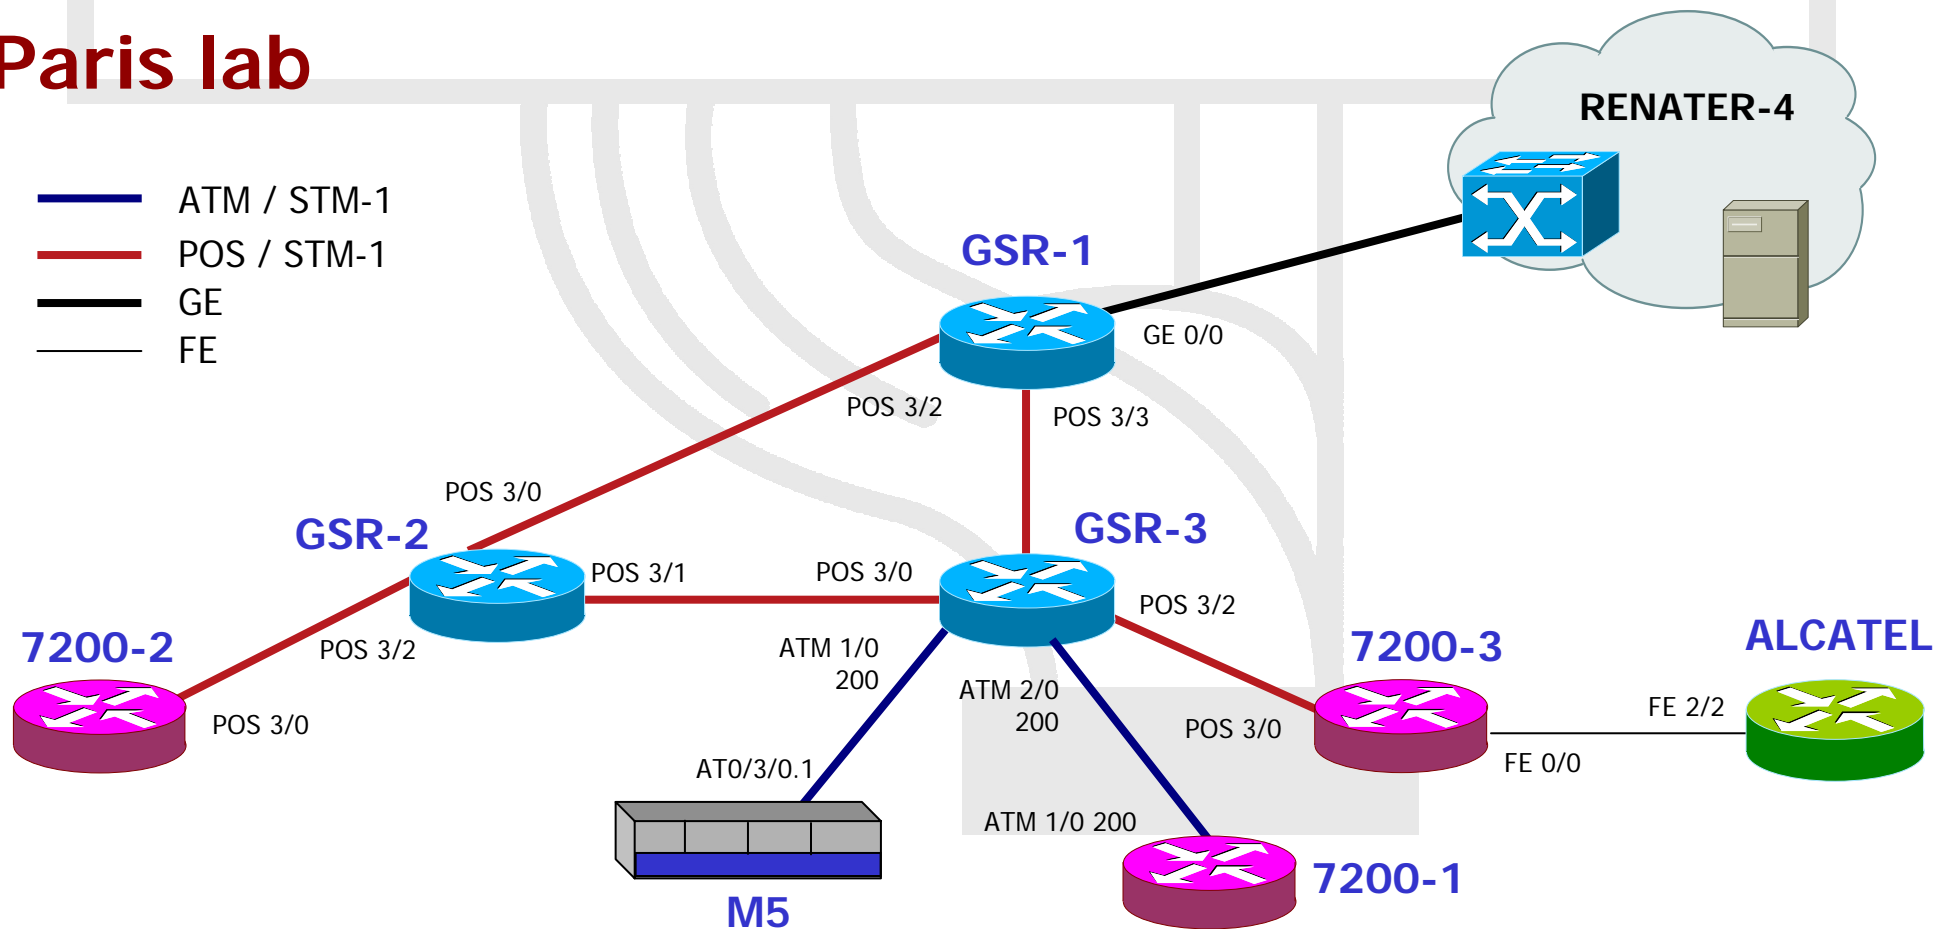 Paris lab
RENATER-4
ATM / STM-1
POS / STM-1
GE
FE
GSR-1
GE 0/0
POS 3/2
POS 3/3
POS 3/0
GSR-2
GSR-3
POS 3/1
POS 3/0
POS 3/2
7200-2
POS 3/2
ATM 1/0
200
7200-3
ALCATEL
ATM 2/0
200
POS 3/0
POS 3/0
FE 2/2
FE 0/0
AT0/3/0.1
ATM 1/0 200
7200-1
M5